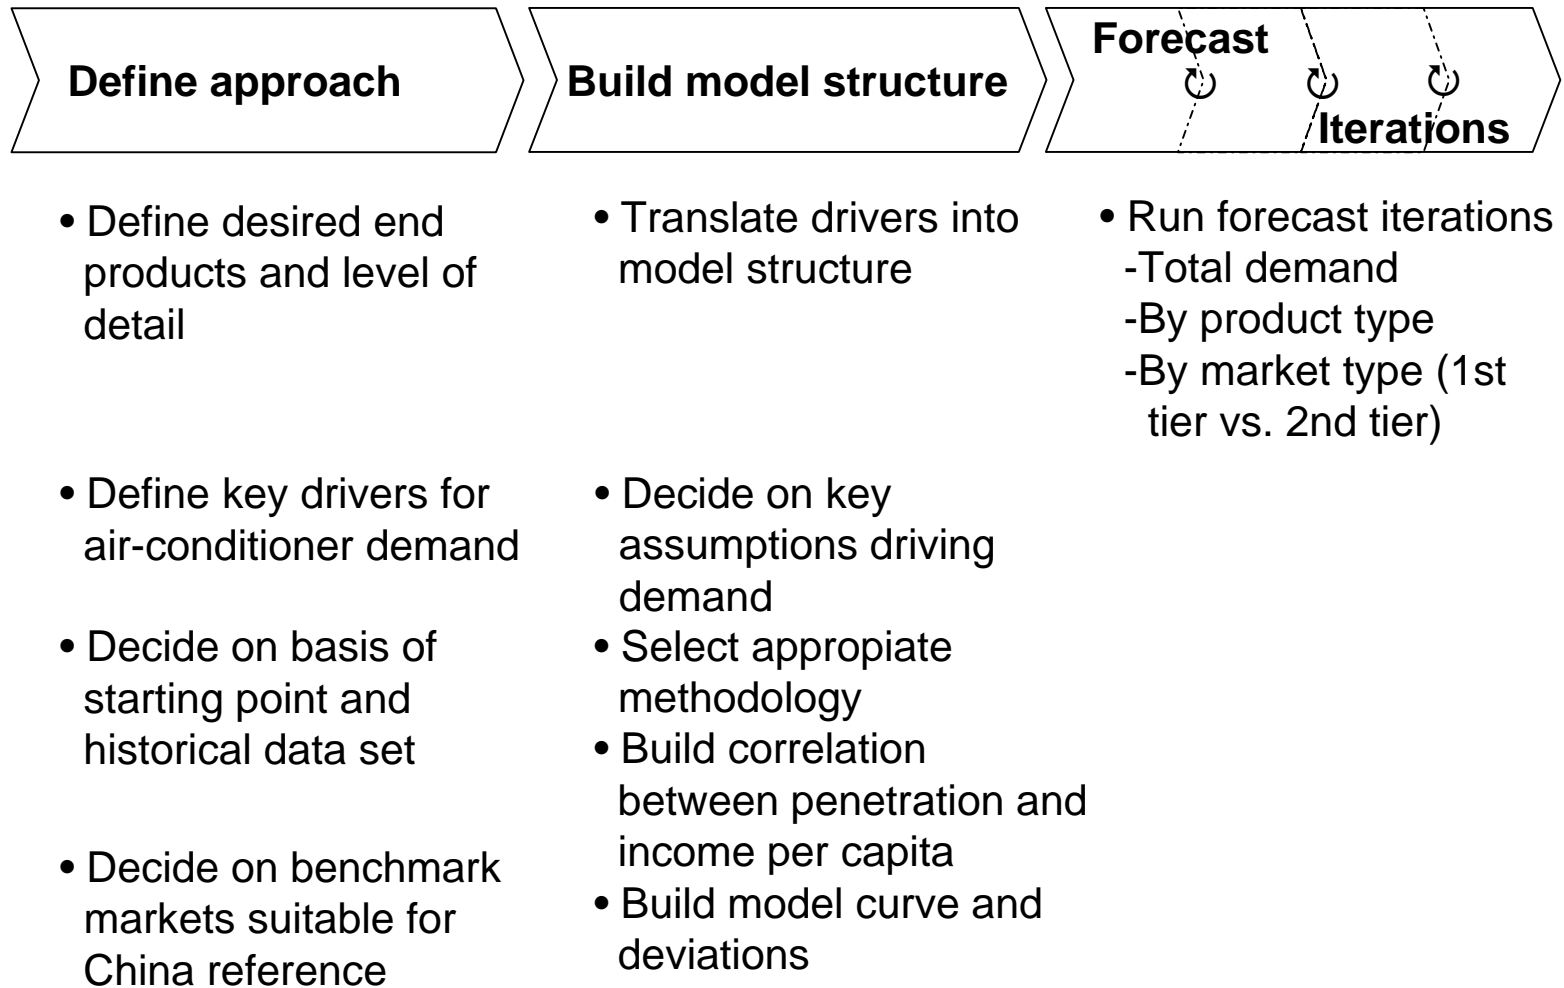 Define approach
• Define desired end
products and level of
detail
• Define key drivers for
air-conditioner demand
• Decide on basis of
starting point and
historical data set
• Decide on benchmark
markets suitable for
China reference
Build model structure
• Translate drivers into
model structure
• Decide on key
assumptions driving
demand
• Select appropiate
methodology
• Build correlation
between penetration and
income per capita
• Build model curve and
deviations
Forecast
Iterations
• Run forecast iterations
-Total demand
-By product type
-By market type (1st
tier vs. 2nd tier)